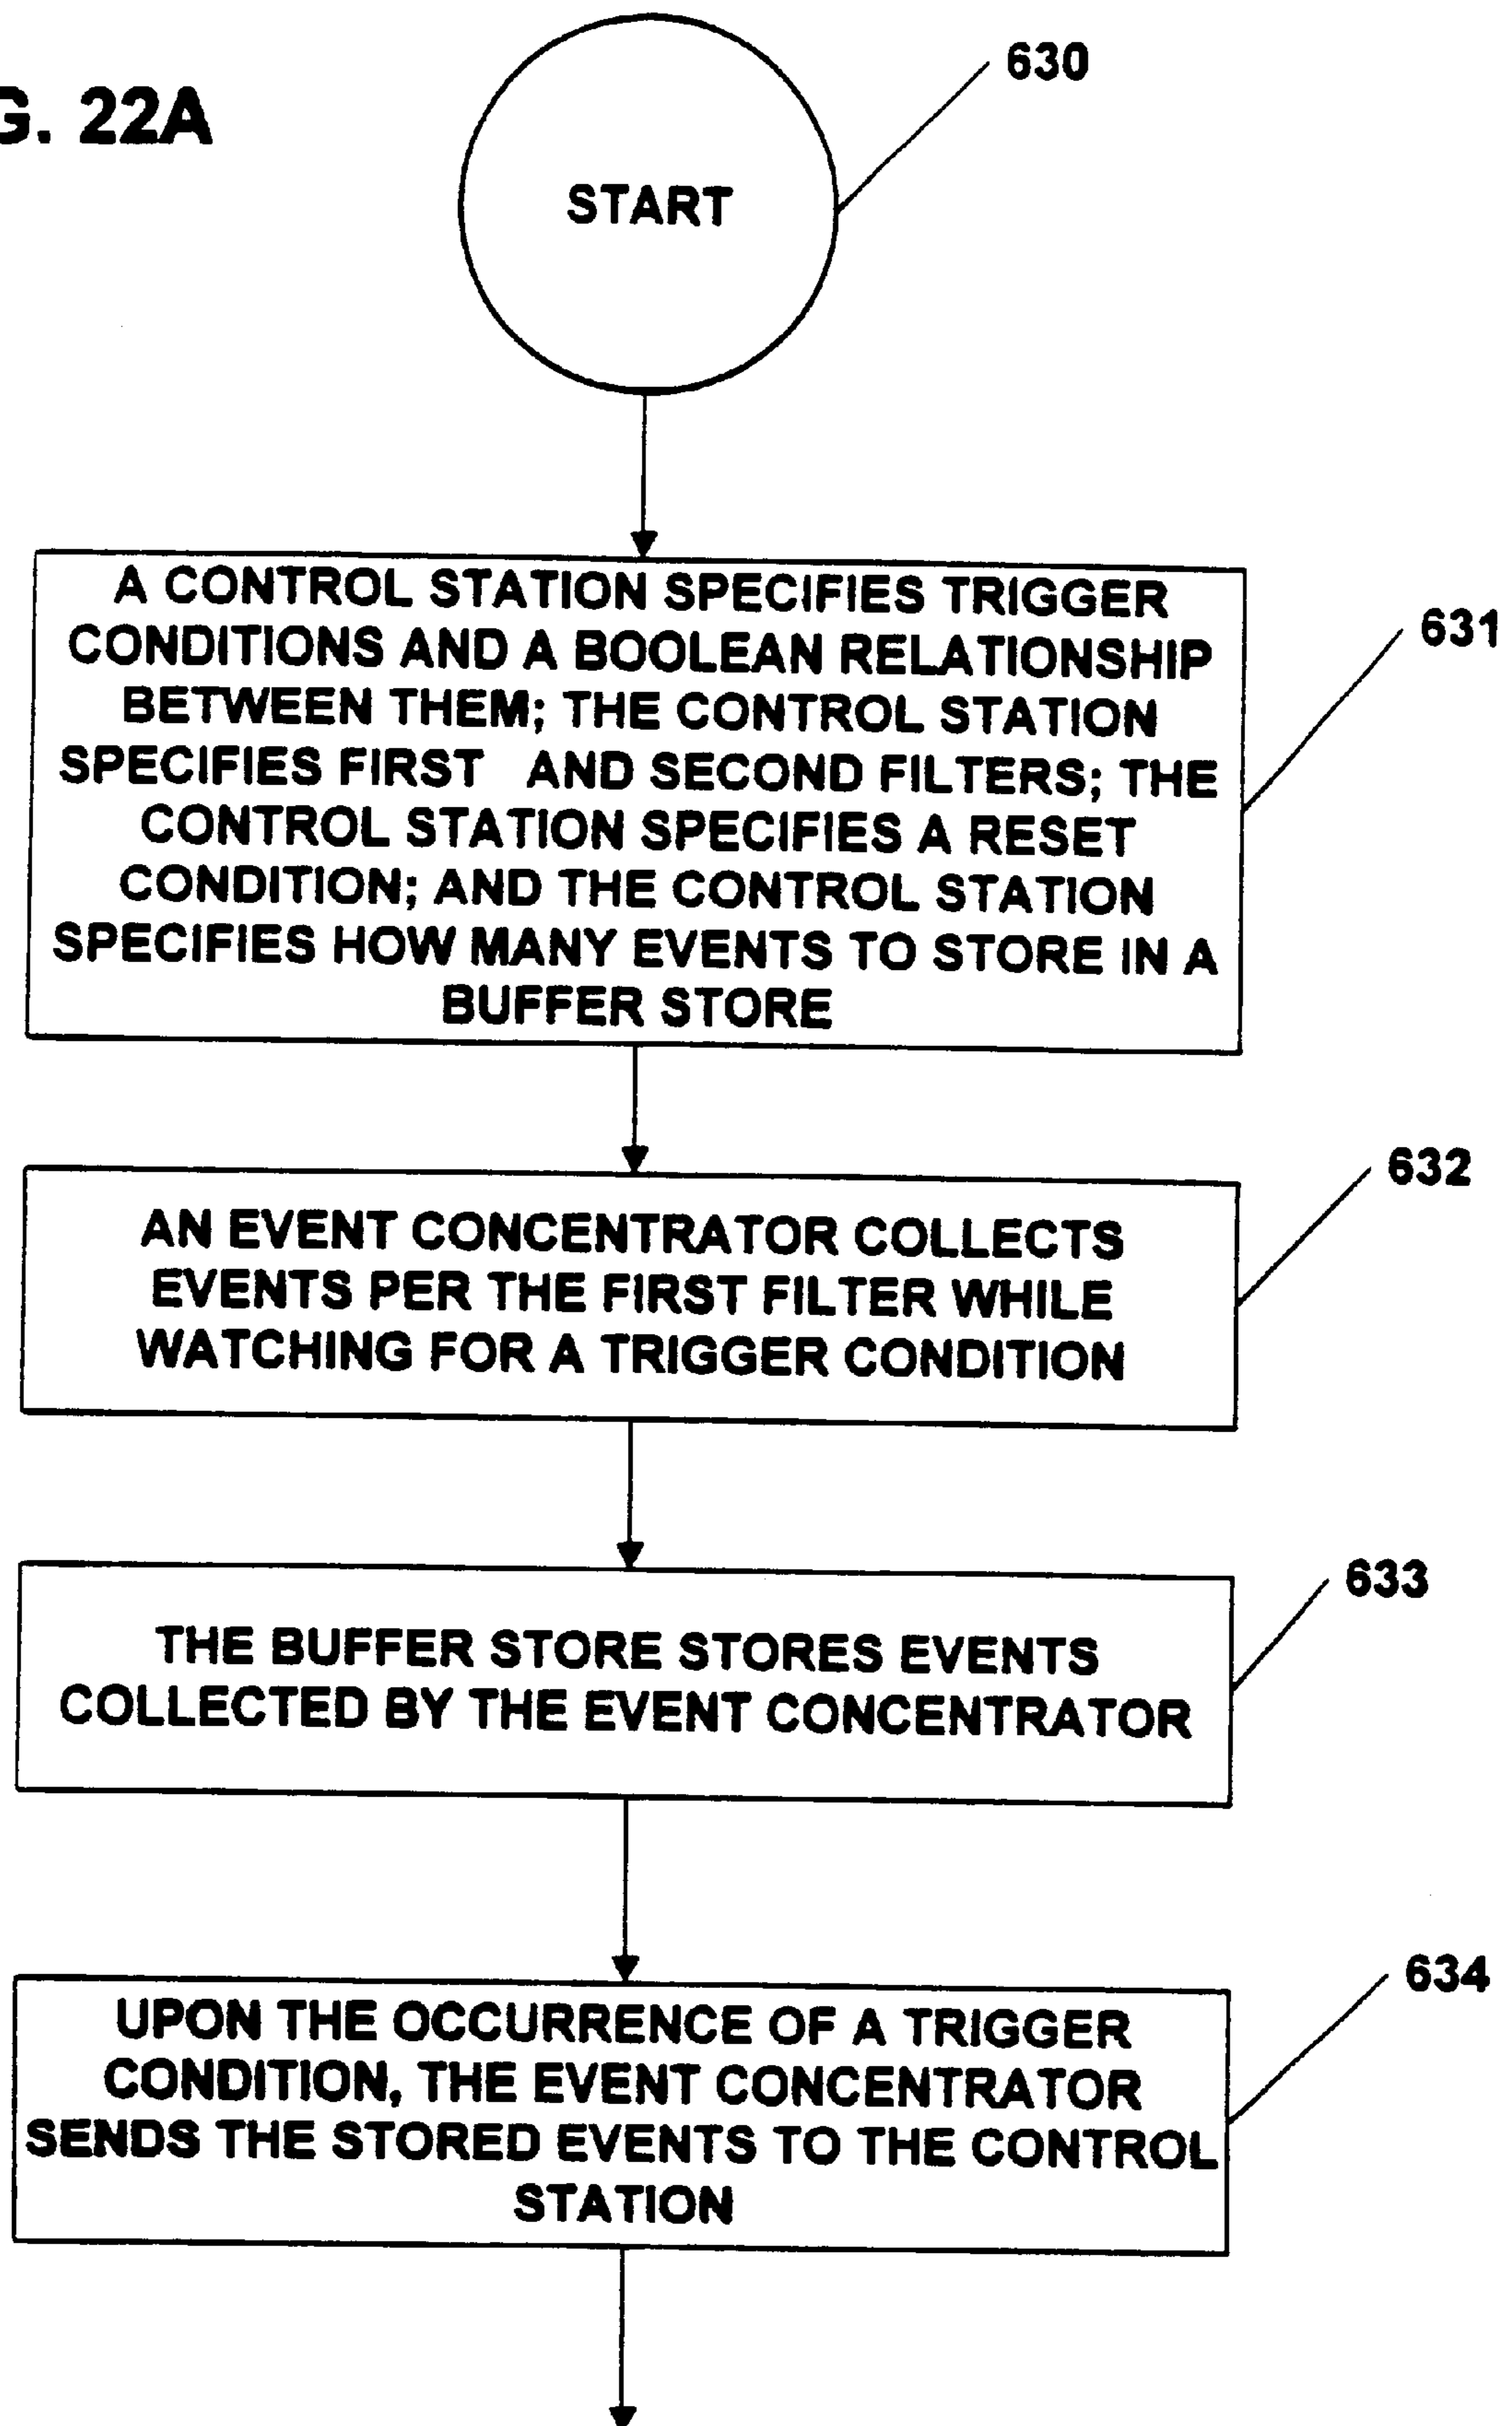 G. 22A
630
START
631
A CONTROL STATION SPECIFIES TRIGGER
CONDITIONS AND A BOOLEAN RELATIONSHIP
BETWEEN THEM; THE CONTROL STATION
SPECIFIES FIRST AND SECOND FILTERS; THE
CONTROL STATION SPECIFIES A RESET
CONDITION; AND THE CONTROL STATION
SPECIFIES HOW MANY EVENTS TO STORE IN A
BUFFER STORE
632
AN EVENT CONCENTRATOR COLLECTS
EVENTS PER THE FIRST FILTER WHILE
WATCHING FOR A TRIGGER CONDITION
633
THE BUFFER STORE STORES EVENTS
COLLECTED BY THE EVENT CONCENTRATOR
634
UPON THE OCCURRENCE OF A TRIGGER
CONDITION, THE EVENT CONCENTRATOR
SENDS THE STORED EVENTS TO THE CONTROL
STATION